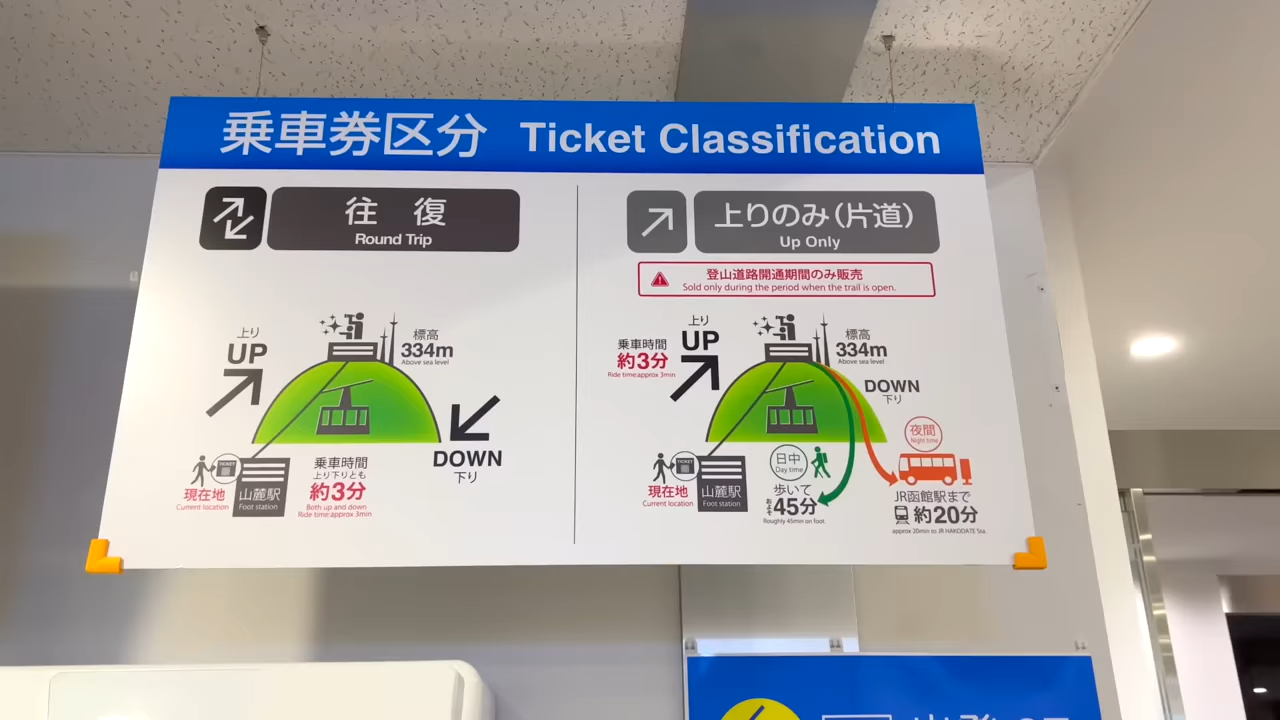 乗車券区分 Ticket Classification
往 復
Round Trip
上り
UP
標高
334m
Above sea level
DOWN
下り
TICKET
現在地
Current location
山麓駅
Foot station
乗車時間
上り下りとも
約3分
Both up and down
Ride time:approx 3min
上りのみ(片道)
Up Only
登山道路開通期間のみ販売
Sold only during the period when the trail is open.
乗車時間
約3分
Ride time:approx 3min
上り
UP
標高
334m
Above sea level
DOWN
下り
TICKET
現在地
Current location
山麓駅
Foot station
日中
Day time
歩いて
およそ45分
Roughly 45min on foot.
夜間
Night time
JR函館駅まで
約20分
approx 20min to JR HAKODATE Sta.